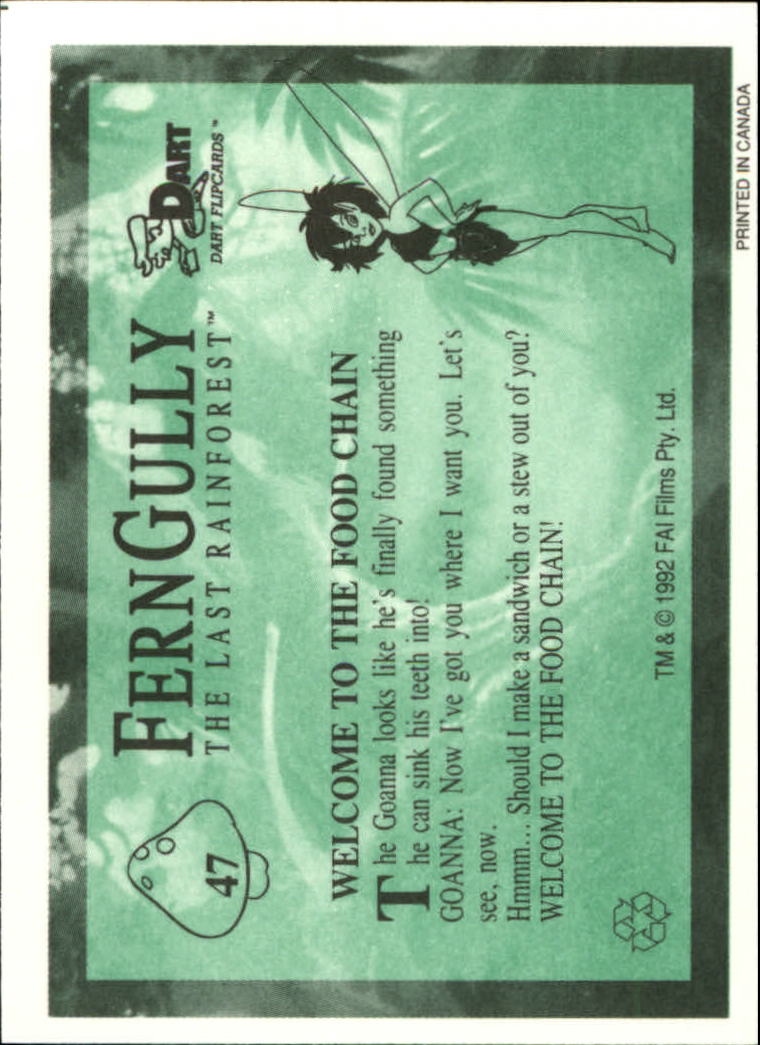 47
FERNGULLY
THE LAST RAINFOREST™
DART
DART FLIPCARDS™
WELCOME TO THE FOOD CHAIN
The Goanna looks like he's finally found something
he can sink his teeth into!
GOANNA: Now I've got you where I want you. Let's
see, now.
Hmmm... Should I make a sandwich or a stew out of you?
WELCOME TO THE FOOD CHAIN!
TM & © 1992 FAI Films Pty. Ltd.
PRINTED IN CANADA